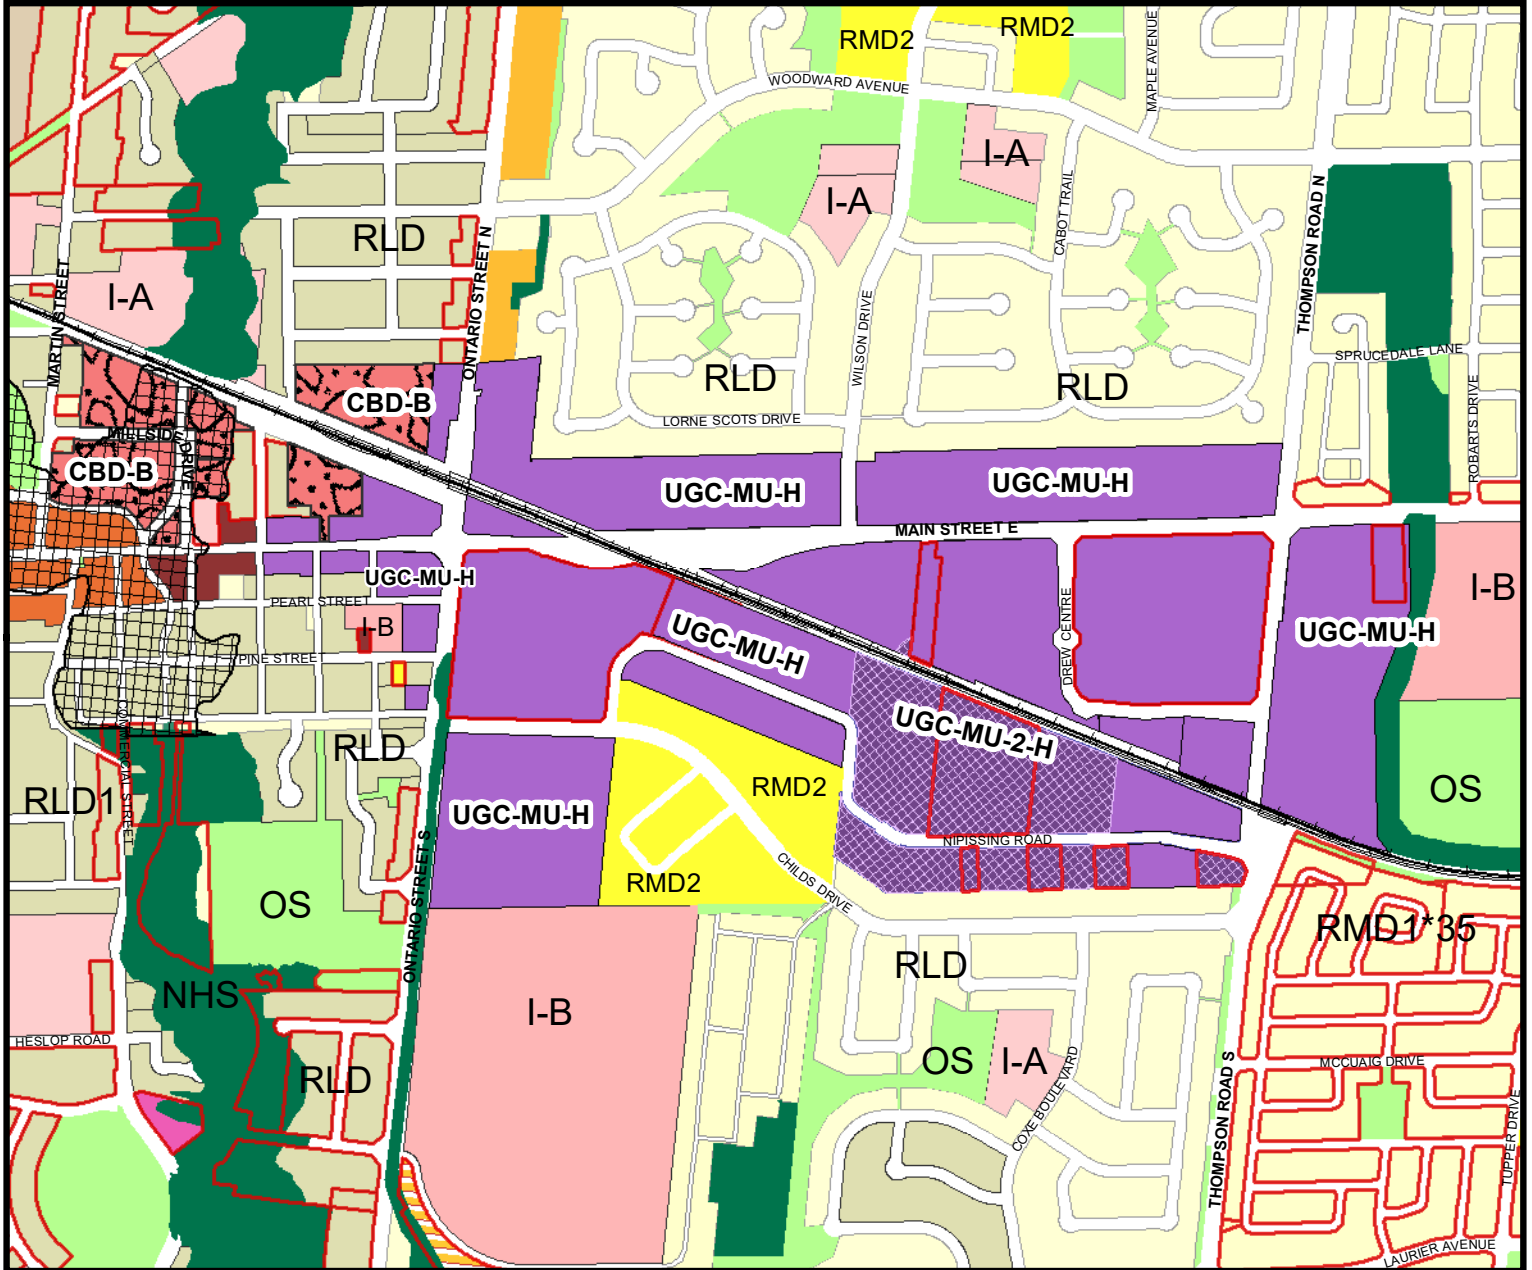 RMD2
RMD2
WOODWARD AVENUE
MAPLE AVENUE
I-A
I-A
CABOT TRAIL
THOMPSON ROAD N
RLD
ONTARIO STREET N
MARTIN STREET
I-A
WILSON DRIVE
SPRUCEDALE LANE
ROBARTS DRIVE
RLD
RLD
CBD-B
LORNE SCOTS DRIVE
MILLSIDE DRIVE
CBD-B
UGC-MU-H
UGC-MU-H
MAIN STREET E
UGC-MU-H
I-B
PEARL STREET
I-B
DREW CENTRE
UGC-MU-H
UGC-MU-H
PINE STREET
COMMERCIAL STREET
UGC-MU-2-H
RLD
RMD2
OS
RLD1
UGC-MU-H
NIPISSING ROAD
ONTARIO STREET S
CHILDS DRIVE
RMD2
OS
RMD1*35
RLD
NHS
I-B
HESLOP ROAD
OS
I-A
COXE BOULEVARD
MCCUAIG DRIVE
RLD
THOMPSON ROAD S
TUPPER DRIVE
LAURIER AVENUE